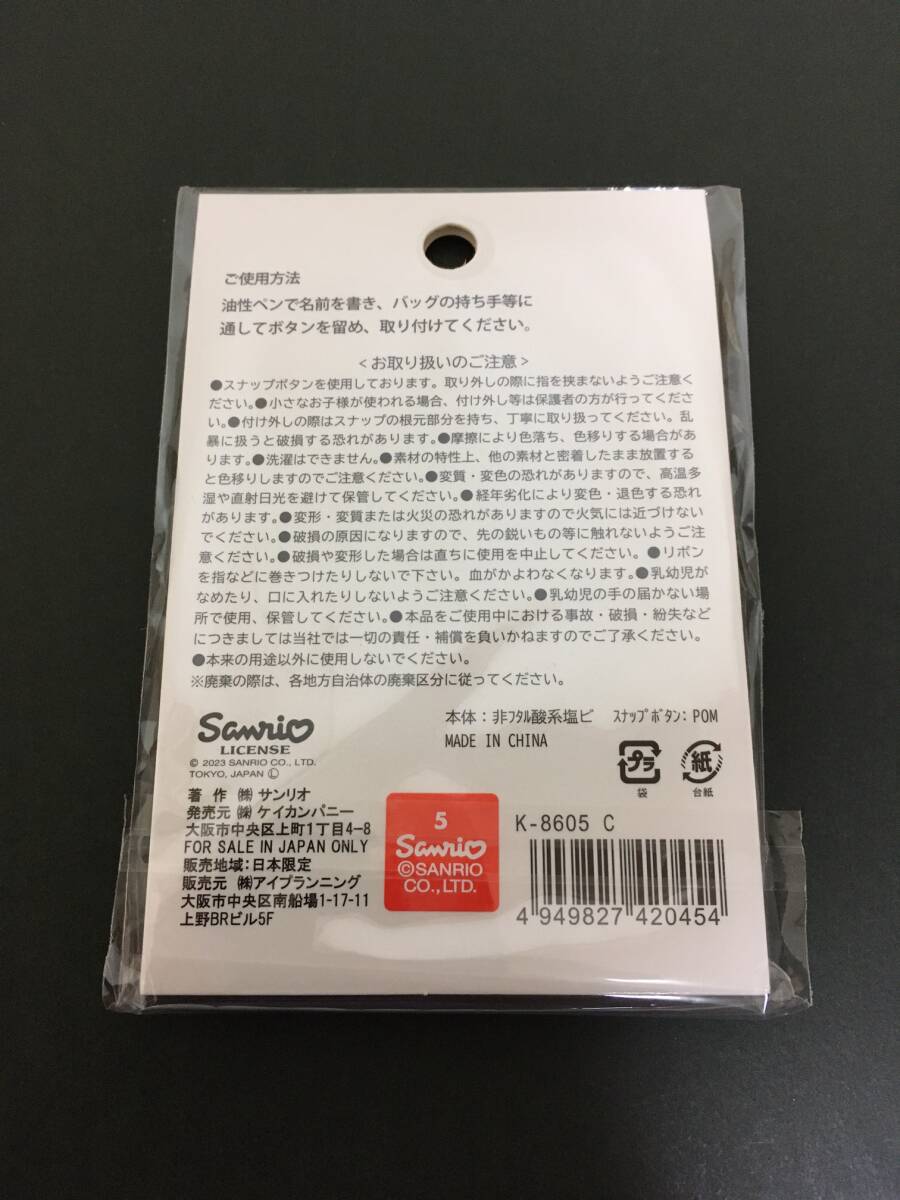 ご使用方法
油性ペンで名前を書き、バッグの持ち手等に
通してボタンを留め、取り付けてください。
<お取り扱いのご注意>
●スナップボタンを使用しております。取り外しの際に指を挟まないようご注意く
ださい。●小さなお子様が使われる場合、付け外し等は保護者の方が行ってくださ
い。●付け外しの際はスナップの根元部分を持ち、丁寧に取り扱ってください。乱
暴に扱うと破損する恐れがあります。●摩擦により色落ち、色移りする場合があ
ります。●洗濯はできません。●素材の特性上、他の素材と密着したまま放置する
と色移りしますのでご注意ください。●変質・変色の恐れがありますので、高温多
湿や直射日光を避けて保管してください。●経年劣化により変色・退色する恐れ
があります。●変形・変質または火災の恐れがありますので火気には近づけない
でください。●破損の原因になりますので、先の鋭いもの等に触れないようご注
意ください。●破損や変形した場合は直ちに使用を中止してください。●リボン
を指などに巻きつけたりしないで下さい。血がかよわなくなります。●乳幼児が
なめたり、口に入れたりしないようご注意ください。●乳幼児の手の届かない場
所で使用、保管してください。●本品をご使用中における事故・破損・紛失など
につきましては当社では一切の責任・補償を負いかねますのでご了承ください。
●本来の用途以外に使用しないでください。
※廃棄の際は、各地方自治体の廃棄区分に従ってください。
本体：非ﾌﾀﾙ酸系塩ビ ｽﾅｯﾌﾟﾎﾞﾀﾝ：POM
MADE IN CHINA
プラ
袋
紙
台紙
Sanrio
LICENSE
© 2023 SANRIO CO., LTD.
TOKYO, JAPAN Ⓛ
著 作 ㈱ サンリオ
発売元 ㈱ ケイカンパニー
大阪市中央区上町1丁目4-8
FOR SALE IN JAPAN ONLY
販売地域：日本限定
販売元 ㈱アイプランニング
大阪市中央区南船場1-17-11
上野BRビル5F
5
Sanrio
©SANRIO
CO.,LTD.
K-8605 C
4 949827 420454